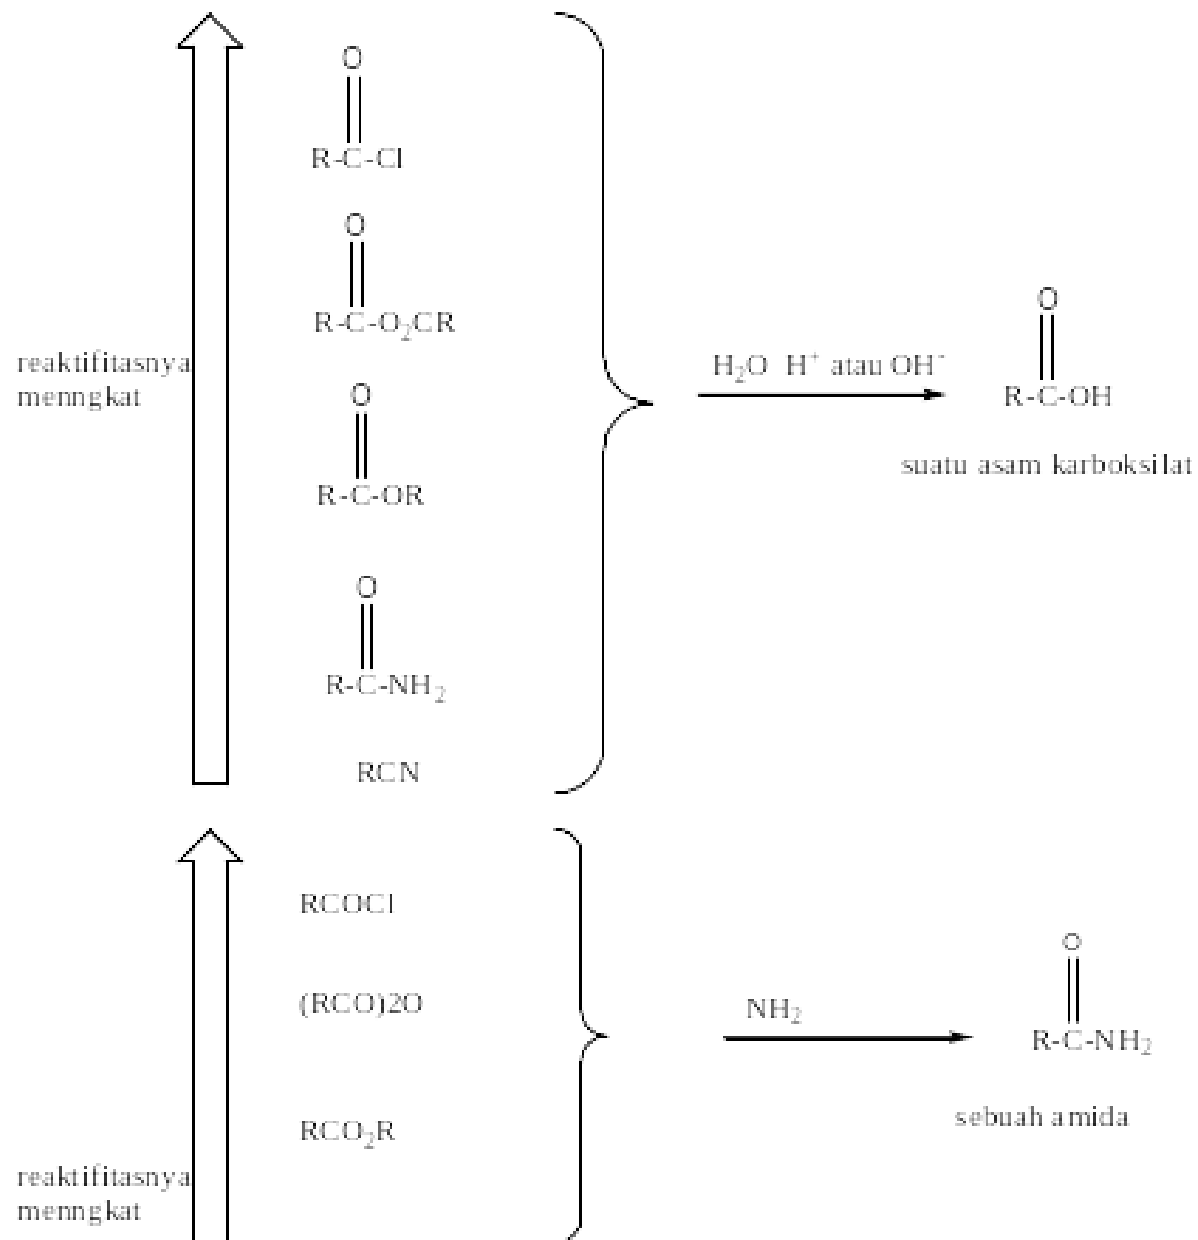 O
R-C-Cl
O
R-C-O₂CR
reaktifitasnya
menngkat
O
R-C-OR
O
R-C-NH₂
RCN
H₂O H⁺ atau OH⁻
O
R-C-OH
suatu asam karboksilat
RCOCl
(RCO)2O
RCO₂R
reaktifitasnya
menngkat
NH₂
O
R-C-NH₂
sebuah amida